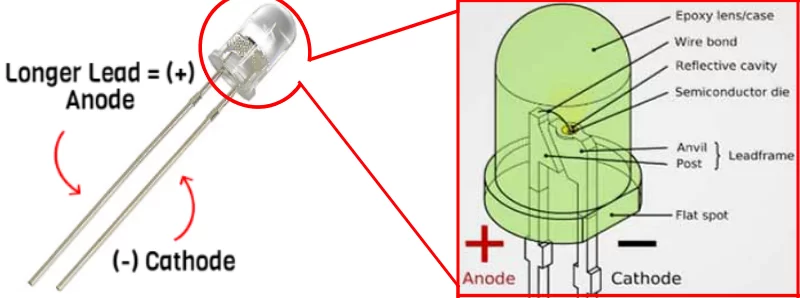 Longer Lead = (+)
Anode
(-) Cathode
Epoxy lens/case
Wire bond
Reflective cavity
Semiconductor die
Anvil
Post
Leadframe
Flat spot
+
Anode
−
Cathode